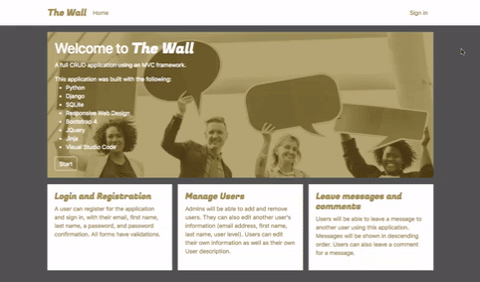 The Wall
Home
Sign in
Welcome to The Wall
A full CRUD application using an MVC framework.
This application was built with the following:
Python
Django
SQLite
Responsive Web Design
Bootstrap 4
JQuery
Jinja
Visual Studio Code
Start
Login and Registration
A user can register for the application
and sign in, with their email, first name,
last name, a password, and password
confirmation. All forms have validations.
Manage Users
Admins will be able to add and remove
users. They can also edit another user's
information (email address, first name,
last name, user level). Users can edit
their own information as well as their own
User description.
Leave messages and
comments
Users will be able to leave a message to
another user using this application.
Messages will be shown in descending
order. Users can also leave a comment
for a message.